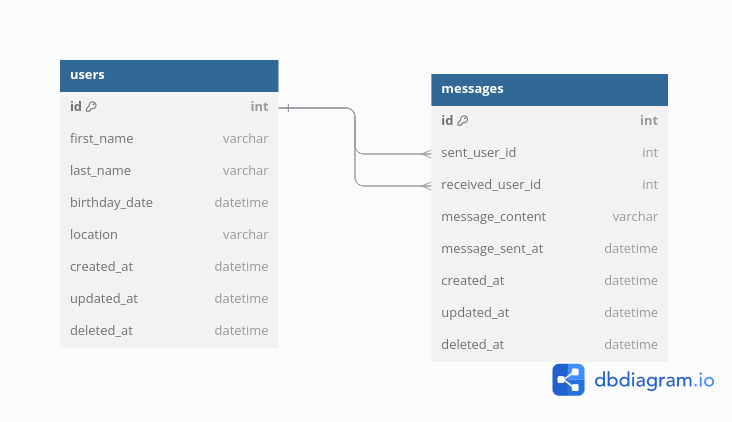 users
id int
first_name varchar
last_name varchar
birthday_date datetime
location varchar
created_at datetime
updated_at datetime
deleted_at datetime
messages
id int
sent_user_id int
received_user_id int
message_content varchar
message_sent_at datetime
created_at datetime
updated_at datetime
deleted_at datetime
dbdiagram.io